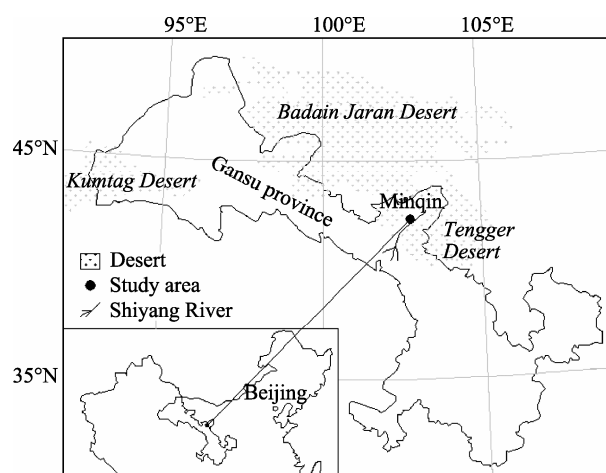 95°E 100°E 105°E
Badain Jaran Desert
45°N
Kumtag Desert
Gansu province
Minqin
Tengger
Desert
Desert
Study area
Shiyang River
35°N
Beijing